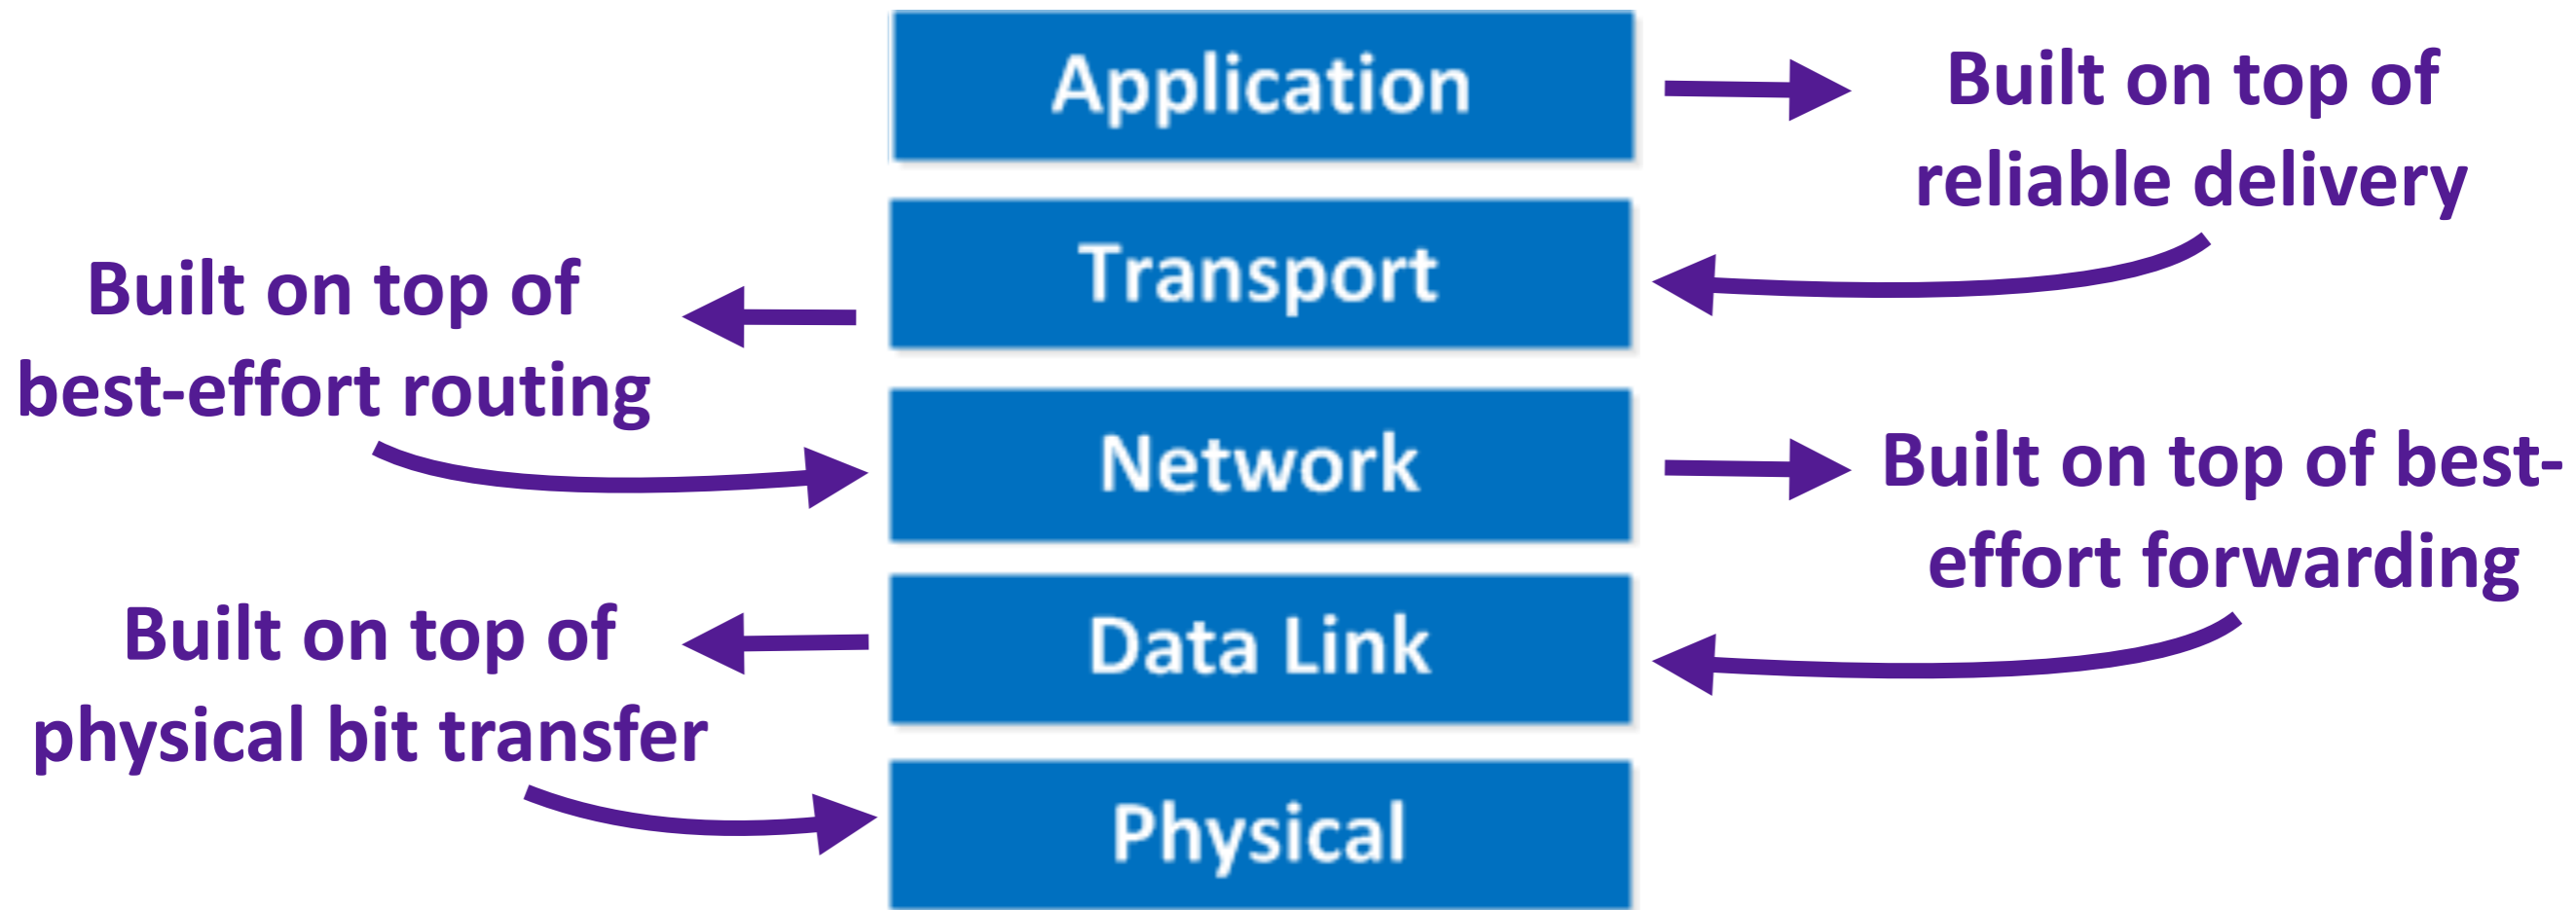 Application
Built on top of
reliable delivery
Transport
Built on top of
best-effort routing
Network
Built on top of best-
effort forwarding
Data Link
Built on top of
physical bit transfer
Physical